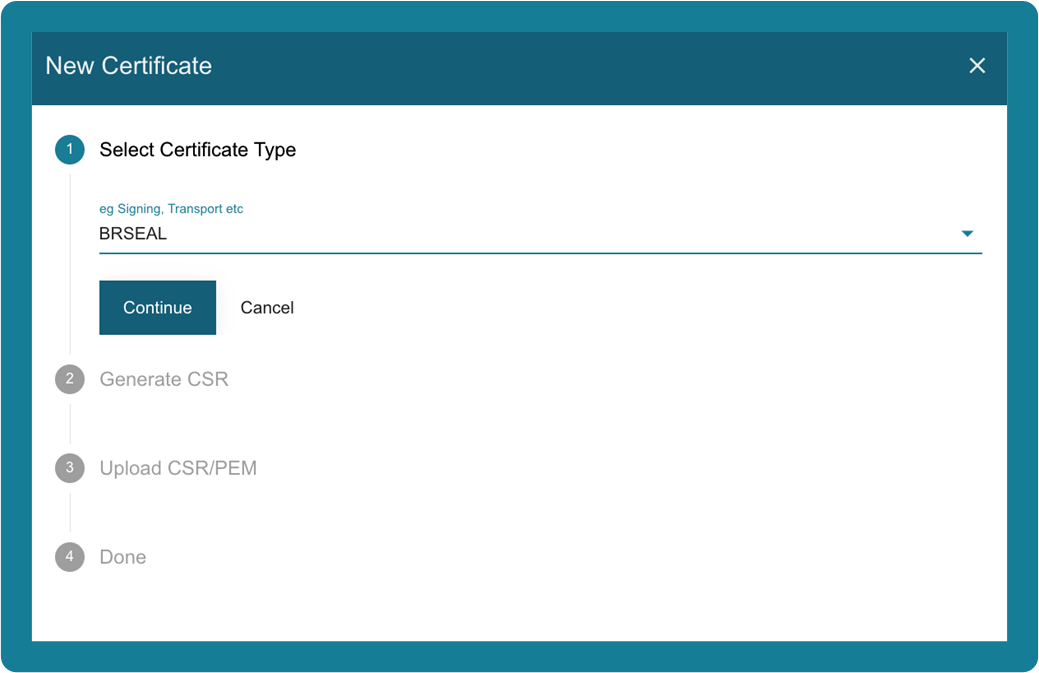 New Certificate
1 Select Certificate Type
eg Signing, Transport etc
BRSEAL
Continue Cancel
2 Generate CSR
3 Upload CSR/PEM
4 Done